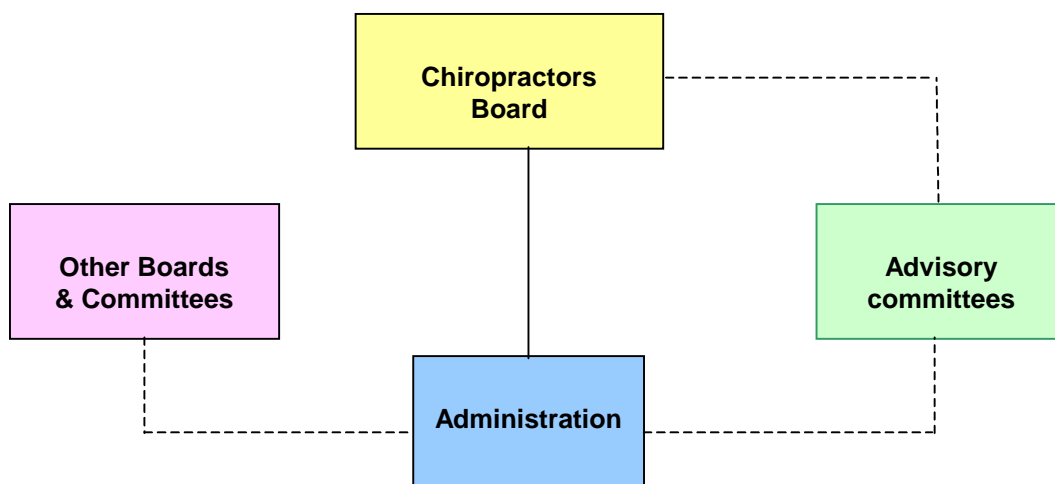 Chiropractors
Board
Other Boards
& Committees
Advisory
committees
Administration